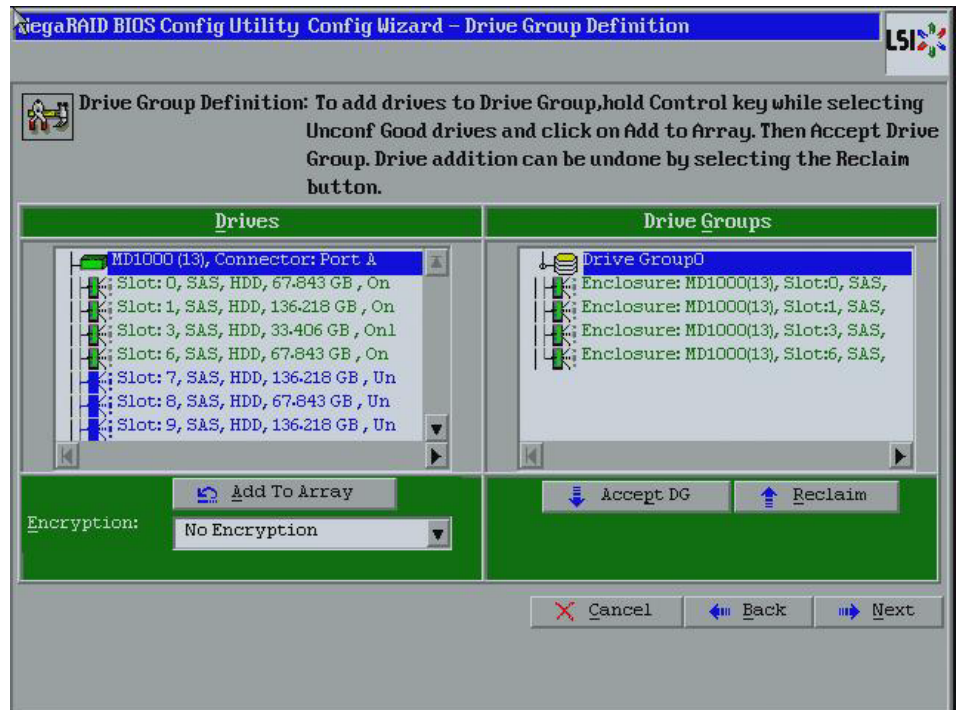 MegaRAID BIOS Config Utility Config Wizard – Drive Group Definition
LSI
Drive Group Definition: To add drives to Drive Group,hold Control key while selecting
Unconf Good drives and click on Add to Array. Then Accept Drive
Group. Drive addition can be undone by selecting the Reclaim
button.
Drives
MD1000 (13), Connector: Port A
Slot: 0, SAS, HDD, 67.843 GB , On
Slot: 1, SAS, HDD, 136.218 GB , On
Slot: 3, SAS, HDD, 33.406 GB , Onl
Slot: 6, SAS, HDD, 67.843 GB , On
Slot: 7, SAS, HDD, 136.218 GB , Un
Slot: 8, SAS, HDD, 67.843 GB , Un
Slot: 9, SAS, HDD, 136.218 GB , Un
Add To Array
Encryption:
No Encryption
Drive Groups
Drive Group0
Enclosure: MD1000(13), Slot:0, SAS,
Enclosure: MD1000(13), Slot:1, SAS,
Enclosure: MD1000(13), Slot:3, SAS,
Enclosure: MD1000(13), Slot:6, SAS,
Accept DG
Reclaim
Cancel
Back
Next